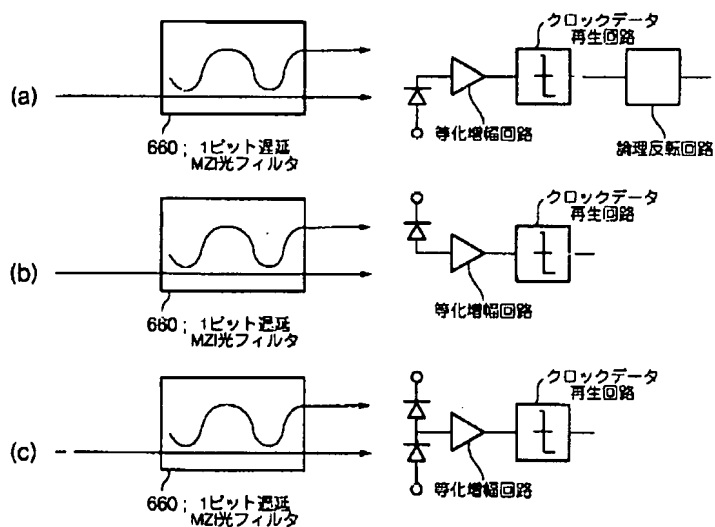 (a)
660 ; 1ビット遅延
MZI光フィルタ
等化増幅回路
クロックデータ
再生回路
論理反転回路
(b)
660 ; 1ビット遅延
MZI光フィルタ
等化増幅回路
クロックデータ
再生回路
(c)
660 ; 1ビット遅延
MZI光フィルタ
等化増幅回路
クロックデータ
再生回路